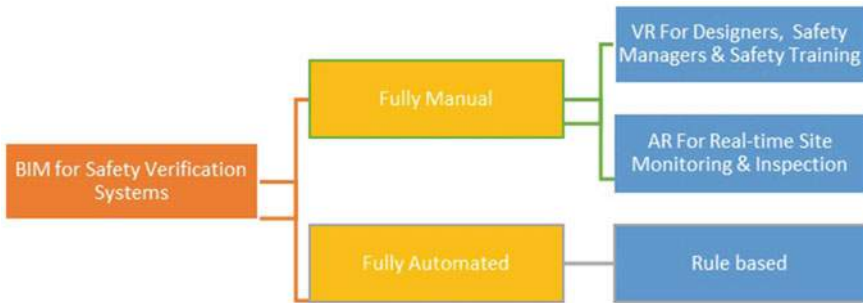 VR For Designers, Safety
Managers & Safety Training
Fully Manual
AR For Real-time Site
Monitoring & Inspection
BIM for Safety Verification
Systems
Fully Automated
Rule based